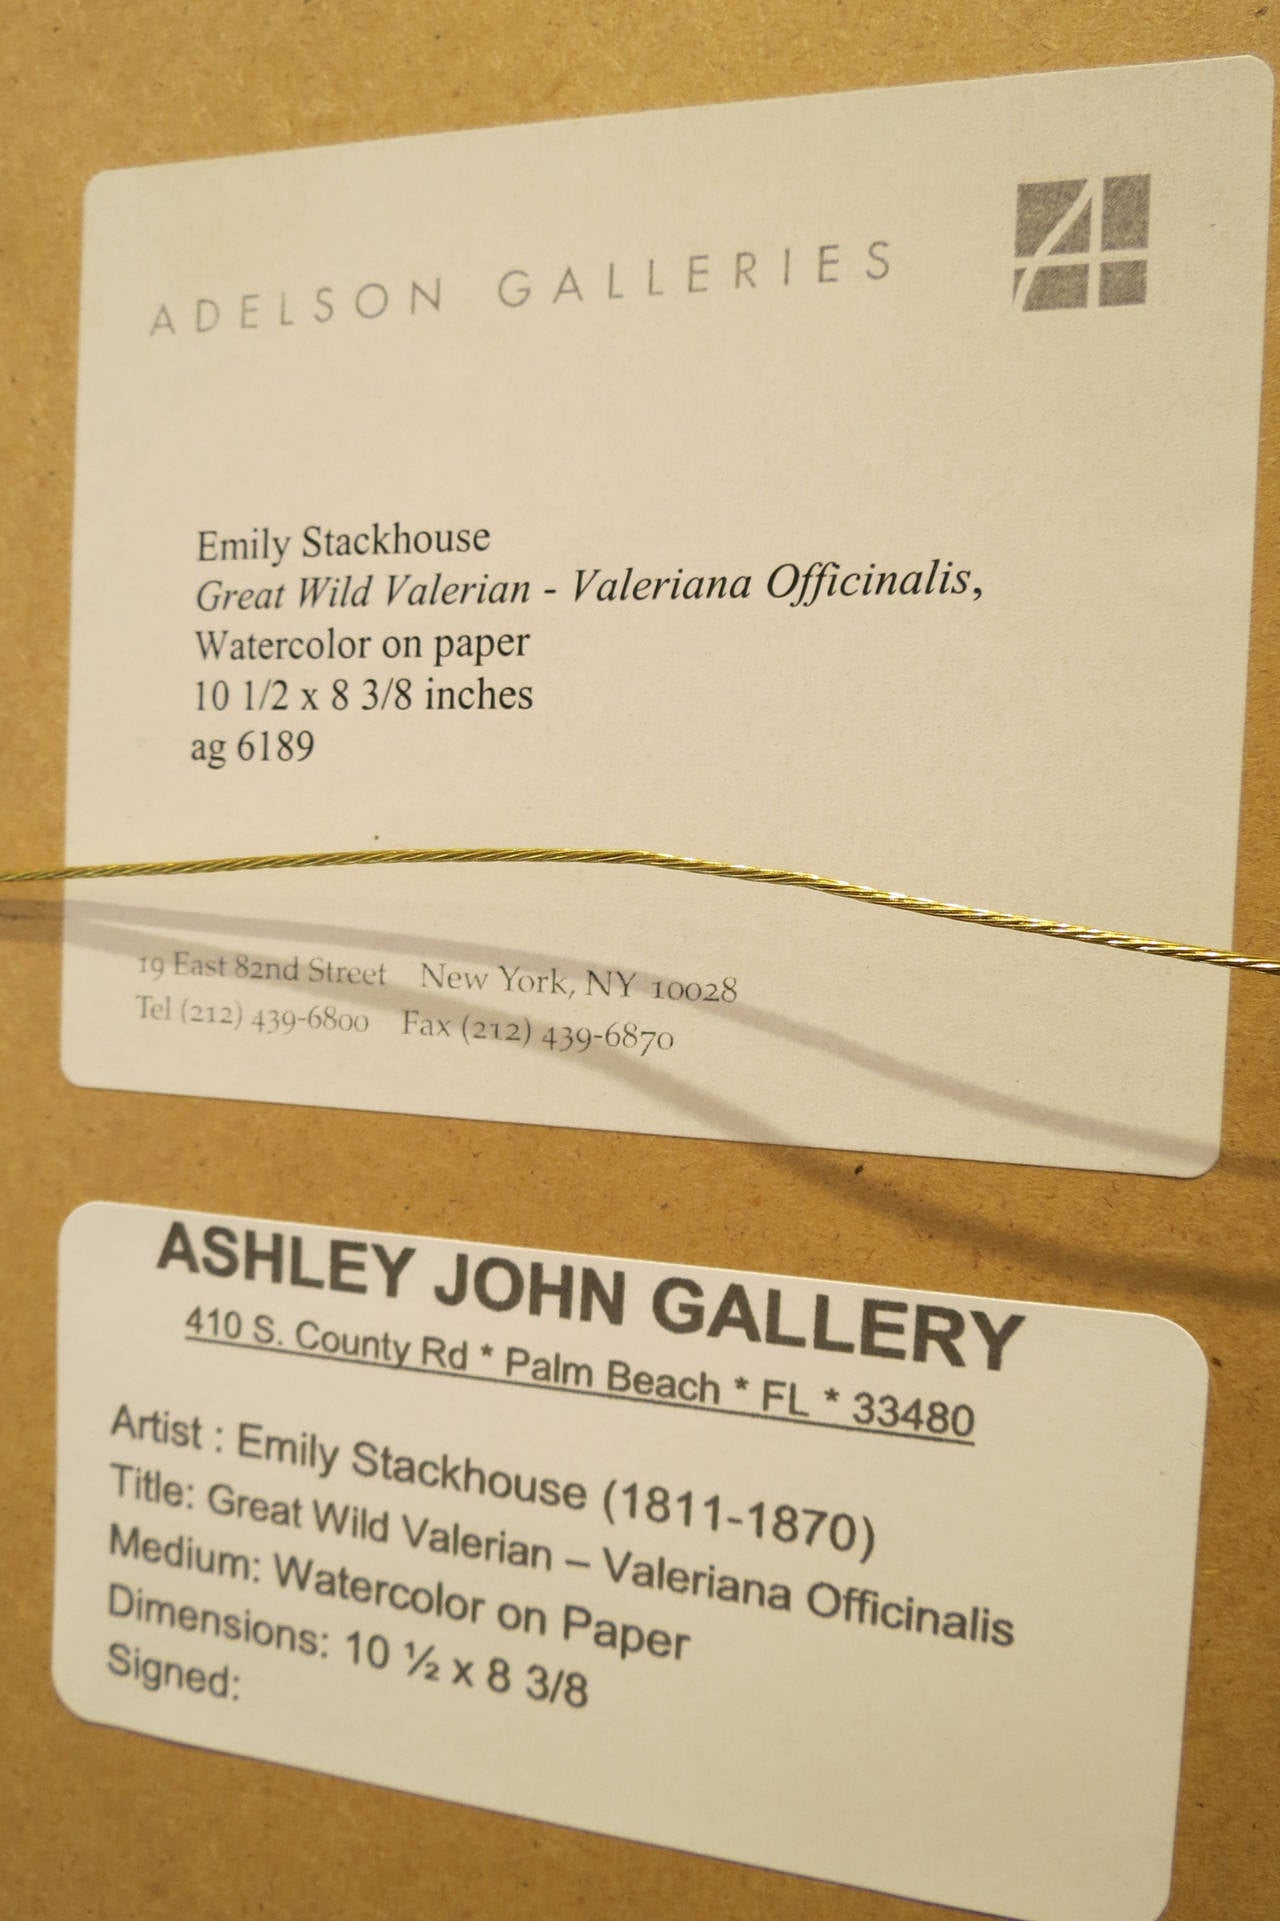 ADELSON GALLERIES
Emily Stackhouse
Great Wild Valerian - Valeriana Officinalis,
Watercolor on paper
10 1/2 x 8 3/8 inches
ag 6189
19 East 82nd Street New York, NY 10028
Tel (212) 439-6800 Fax (212) 439-6870
ASHLEY JOHN GALLERY
410 S. County Rd * Palm Beach * FL * 33480
Artist : Emily Stackhouse (1811-1870)
Title: Great Wild Valerian – Valeriana Officinalis
Medium: Watercolor on Paper
Dimensions: 10 ½ x 8 3/8
Signed: